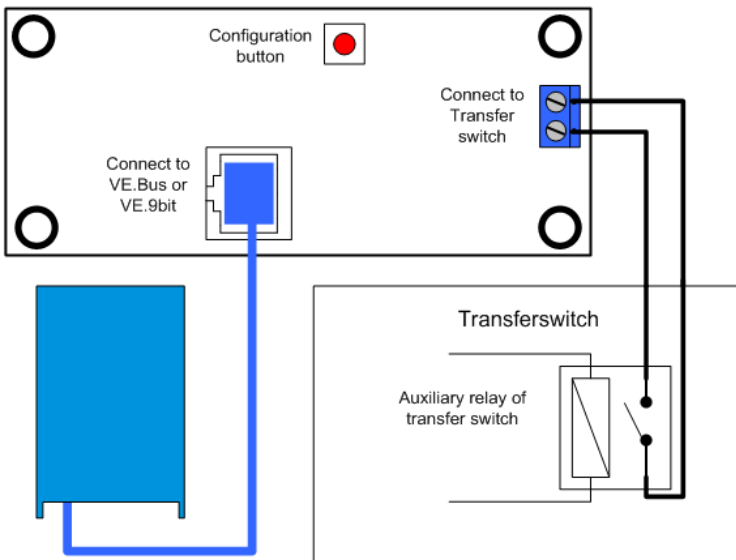 Configuration
button
Connect to
Transfer
switch
Connect to
VE.Bus or
VE.9bit
Transferswitch
Auxiliary relay of
transfer switch